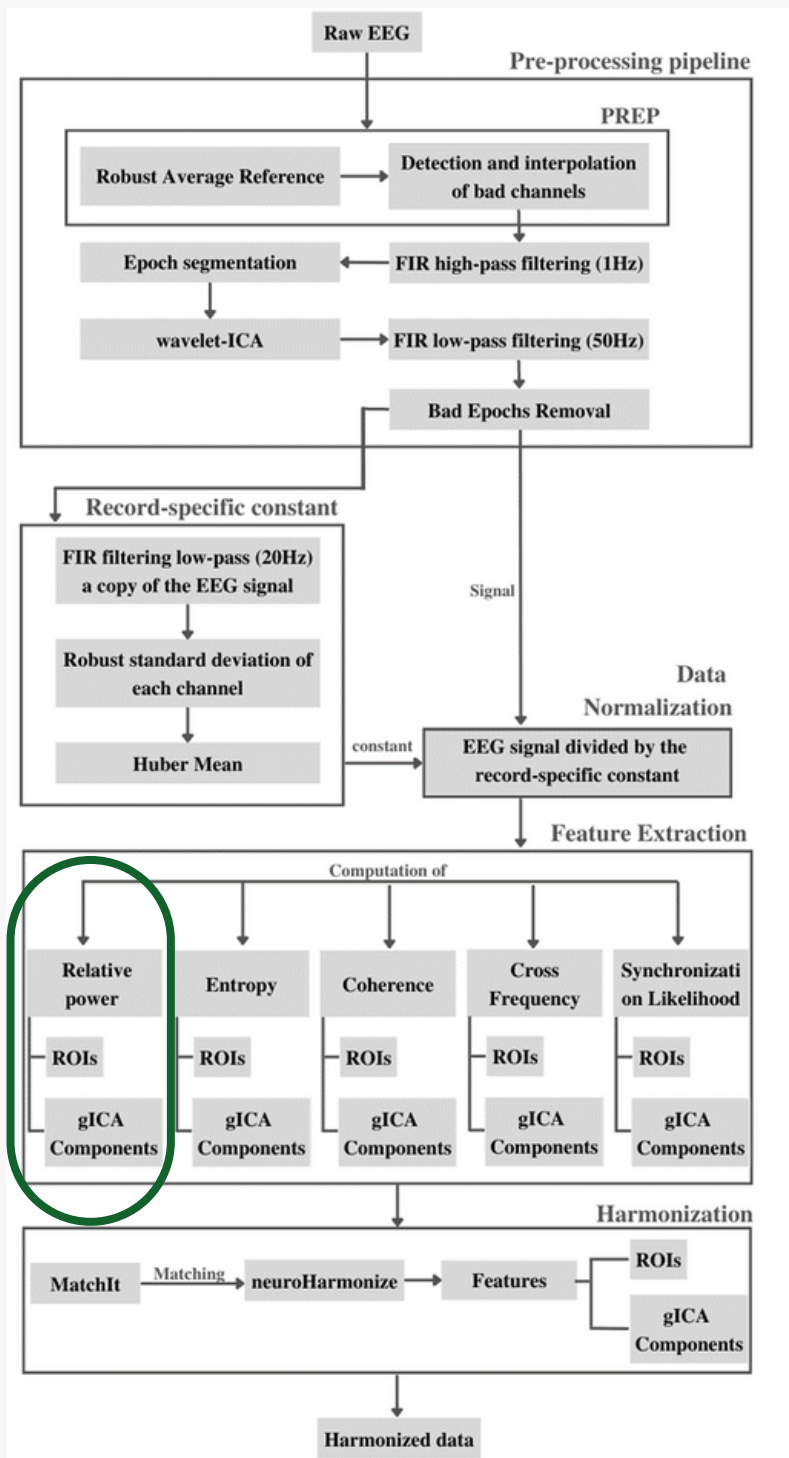 Raw EEG
Pre-processing pipeline
PREP
Robust Average Reference
Detection and interpolation
of bad channels
Epoch segmentation
FIR high-pass filtering (1Hz)
wavelet-ICA
FIR low-pass filtering (50Hz)
Bad Epochs Removal
Record-specific constant
FIR filtering low-pass (20Hz)
a copy of the EEG signal
Robust standard deviation of
each channel
Huber Mean
Signal
constant
Data
Normalization
EEG signal divided by the
record-specific constant
Feature Extraction
Computation of
Relative
power
ROIs
gICA
Components
Entropy
ROIs
gICA
Components
Coherence
ROIs
gICA
Components
Cross
Frequency
ROIs
gICA
Components
Synchronizati
on Likelihood
ROIs
gICA
Components
Harmonization
MatchIt
Matching
neuroHarmonize
Features
ROIs
gICA
Components
Harmonized data